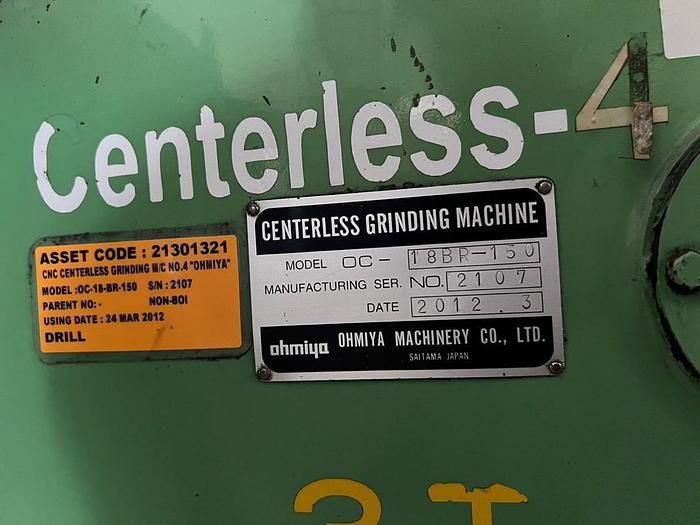 Centerless-4
ASSET CODE : 21301321
CNC CENTERLESS GRINDING M/C NO.4 "OHMIYA"
MODEL :OC-18-BR-150 S/N : 2107
PARENT NO.: - NON-BOI
USING DATE : 24 MAR 2012
DRILL
CENTERLESS GRINDING MACHINE
MODEL OC- 18BR-150
MANUFACTURING SER. NO. 2107
DATE 2012.3
ohmiya OHMIYA MACHINERY CO., LTD.
SAITAMA JAPAN
3T